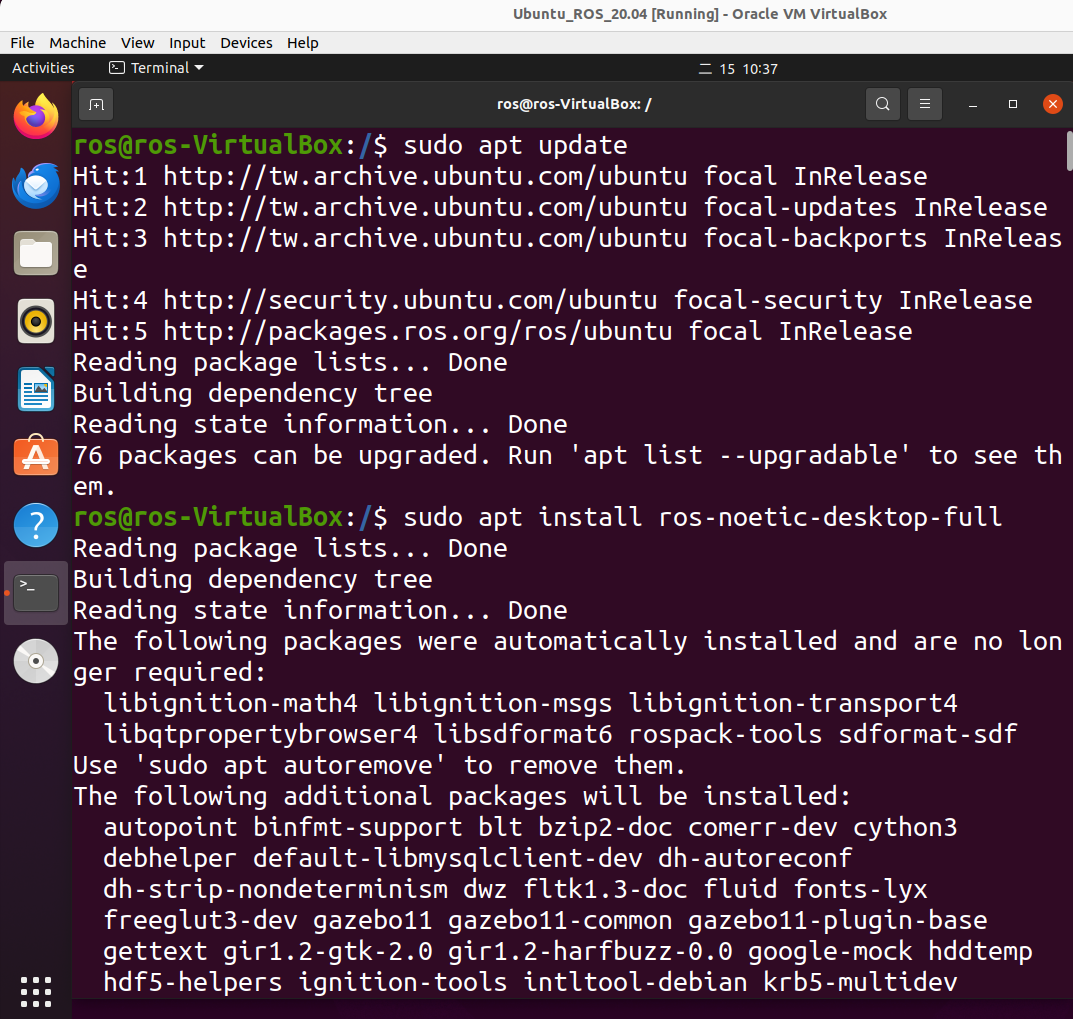 Ubuntu_ROS_20.04 [Running] - Oracle VM VirtualBox
File Machine View Input Devices Help
Activities Terminal 二 15 10:37
ros@ros-VirtualBox: /
ros@ros-VirtualBox:/$ sudo apt update
Hit:1 http://tw.archive.ubuntu.com/ubuntu focal InRelease
Hit:2 http://tw.archive.ubuntu.com/ubuntu focal-updates InRelease
Hit:3 http://tw.archive.ubuntu.com/ubuntu focal-backports InReleas
e
Hit:4 http://security.ubuntu.com/ubuntu focal-security InRelease
Hit:5 http://packages.ros.org/ros/ubuntu focal InRelease
Reading package lists... Done
Building dependency tree
Reading state information... Done
76 packages can be upgraded. Run 'apt list --upgradable' to see th
em.
ros@ros-VirtualBox:/$ sudo apt install ros-noetic-desktop-full
Reading package lists... Done
Building dependency tree
Reading state information... Done
The following packages were automatically installed and are no lon
ger required:
  libignition-math4 libignition-msgs libignition-transport4
  libqtpropertybrowser4 libsdformat6 rospack-tools sdformat-sdf
Use 'sudo apt autoremove' to remove them.
The following additional packages will be installed:
  autopoint binfmt-support blt bzip2-doc comerr-dev cython3
  debhelper default-libmysqlclient-dev dh-autoreconf
  dh-strip-nondeterminism dwz fltk1.3-doc fluid fonts-lyx
  freeglut3-dev gazebo11 gazebo11-common gazebo11-plugin-base
  gettext gir1.2-gtk-2.0 gir1.2-harfbuzz-0.0 google-mock hddtemp
  hdf5-helpers ignition-tools intltool-debian krb5-multidev